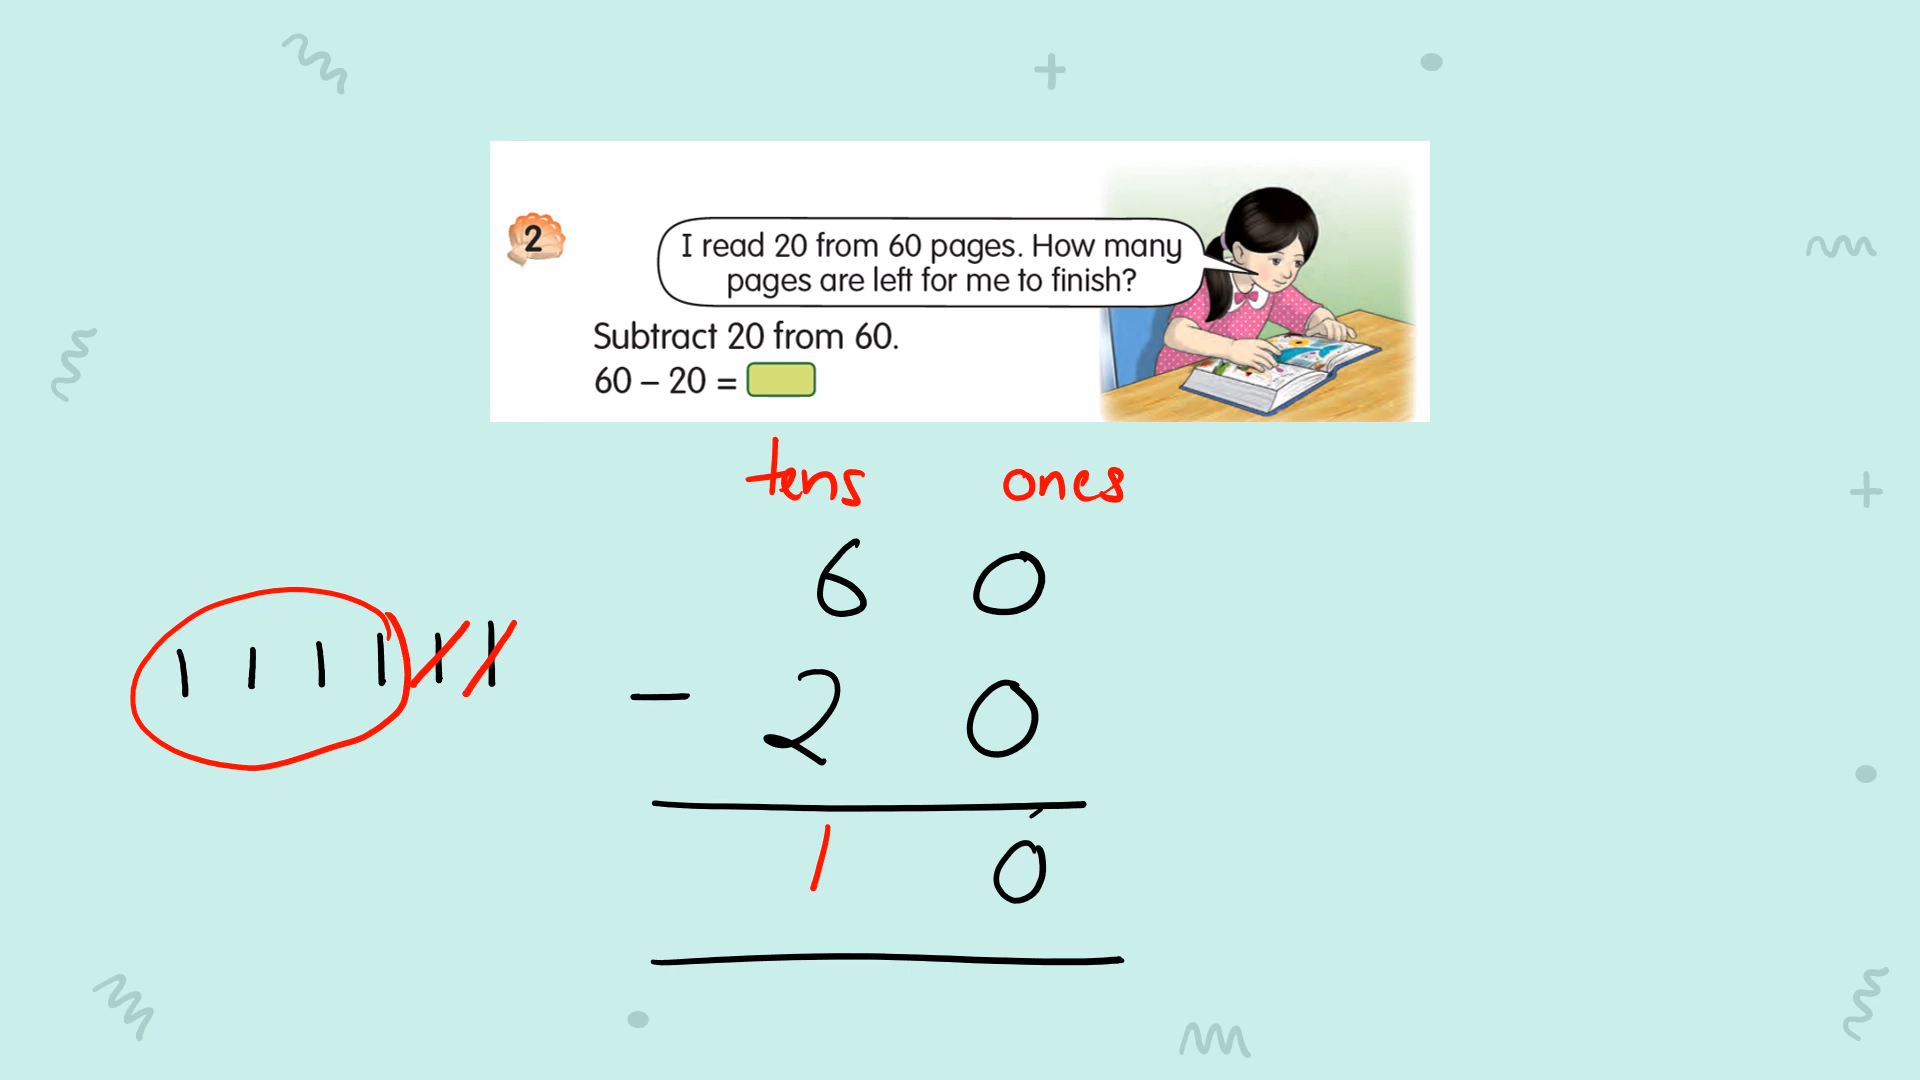 2
I read 20 from 60 pages. How many
pages are left for me to finish?
Subtract 20 from 60.
60 – 20 =
tens ones
6 0
– 2 0
1 0